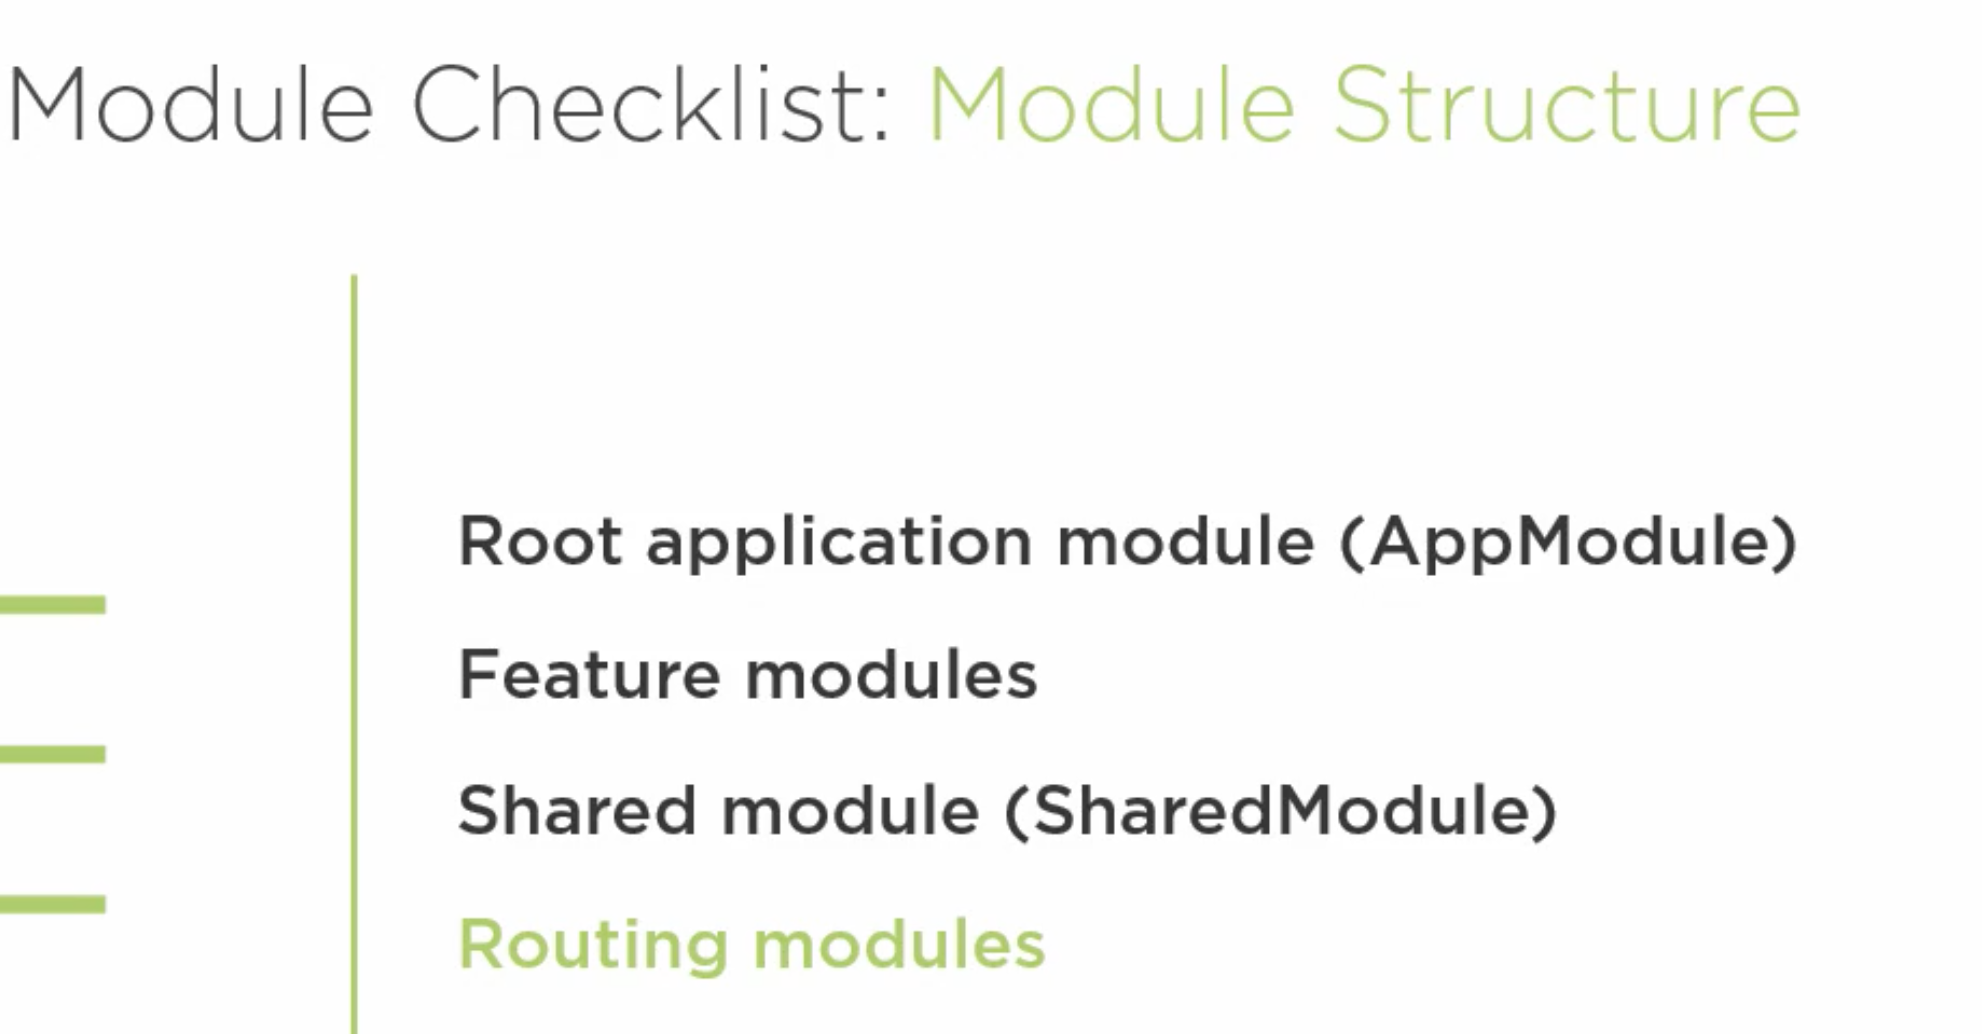 Module Checklist: Module Structure
Root application module (AppModule)
Feature modules
Shared module (SharedModule)
Routing modules